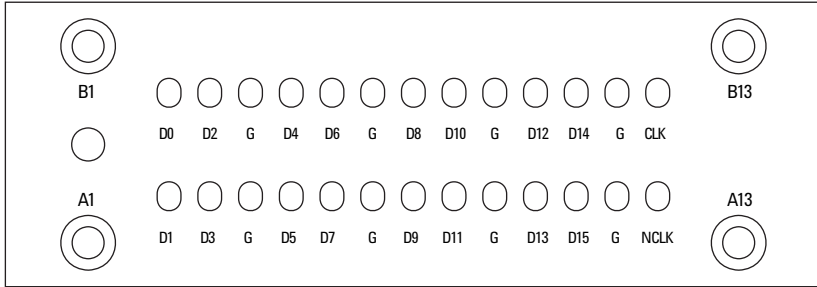 B1 B13
D0 D2 G D4 D6 G D8 D10 G D12 D14 G CLK
A1 A13
D1 D3 G D5 D7 G D9 D11 G D13 D15 G NCLK